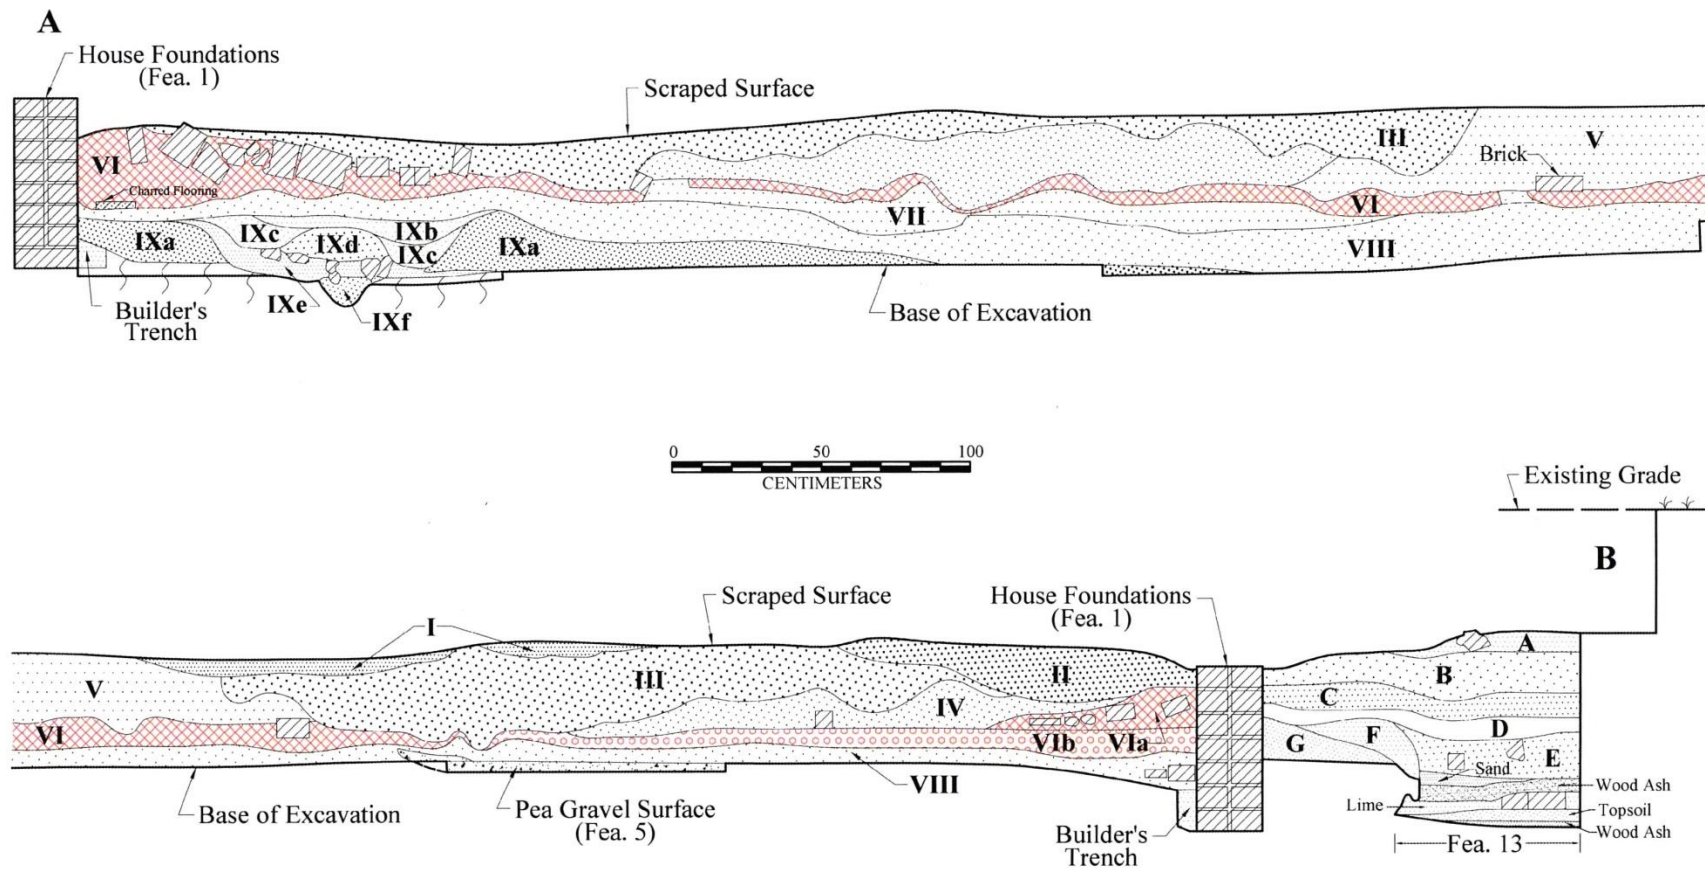 A
House Foundations
(Fea. 1)
Scraped Surface
III
V
Brick
VI
Charred Flooring
VII
VI
IXa
IXc
IXb
IXd
IXc
IXa
VIII
IXe
IXf
Builder's
Trench
Base of Excavation
0 50 100
CENTIMETERS
Existing Grade
B
Scraped Surface
House Foundations
(Fea. 1)
I
A
V
III
II
B
C
IV
VI
VIb
VIa
D
F
G
E
VIII
Sand
Wood Ash
Base of Excavation
Pea Gravel Surface
(Fea. 5)
Lime
Topsoil
Wood Ash
Builder's
Trench
Fea. 13